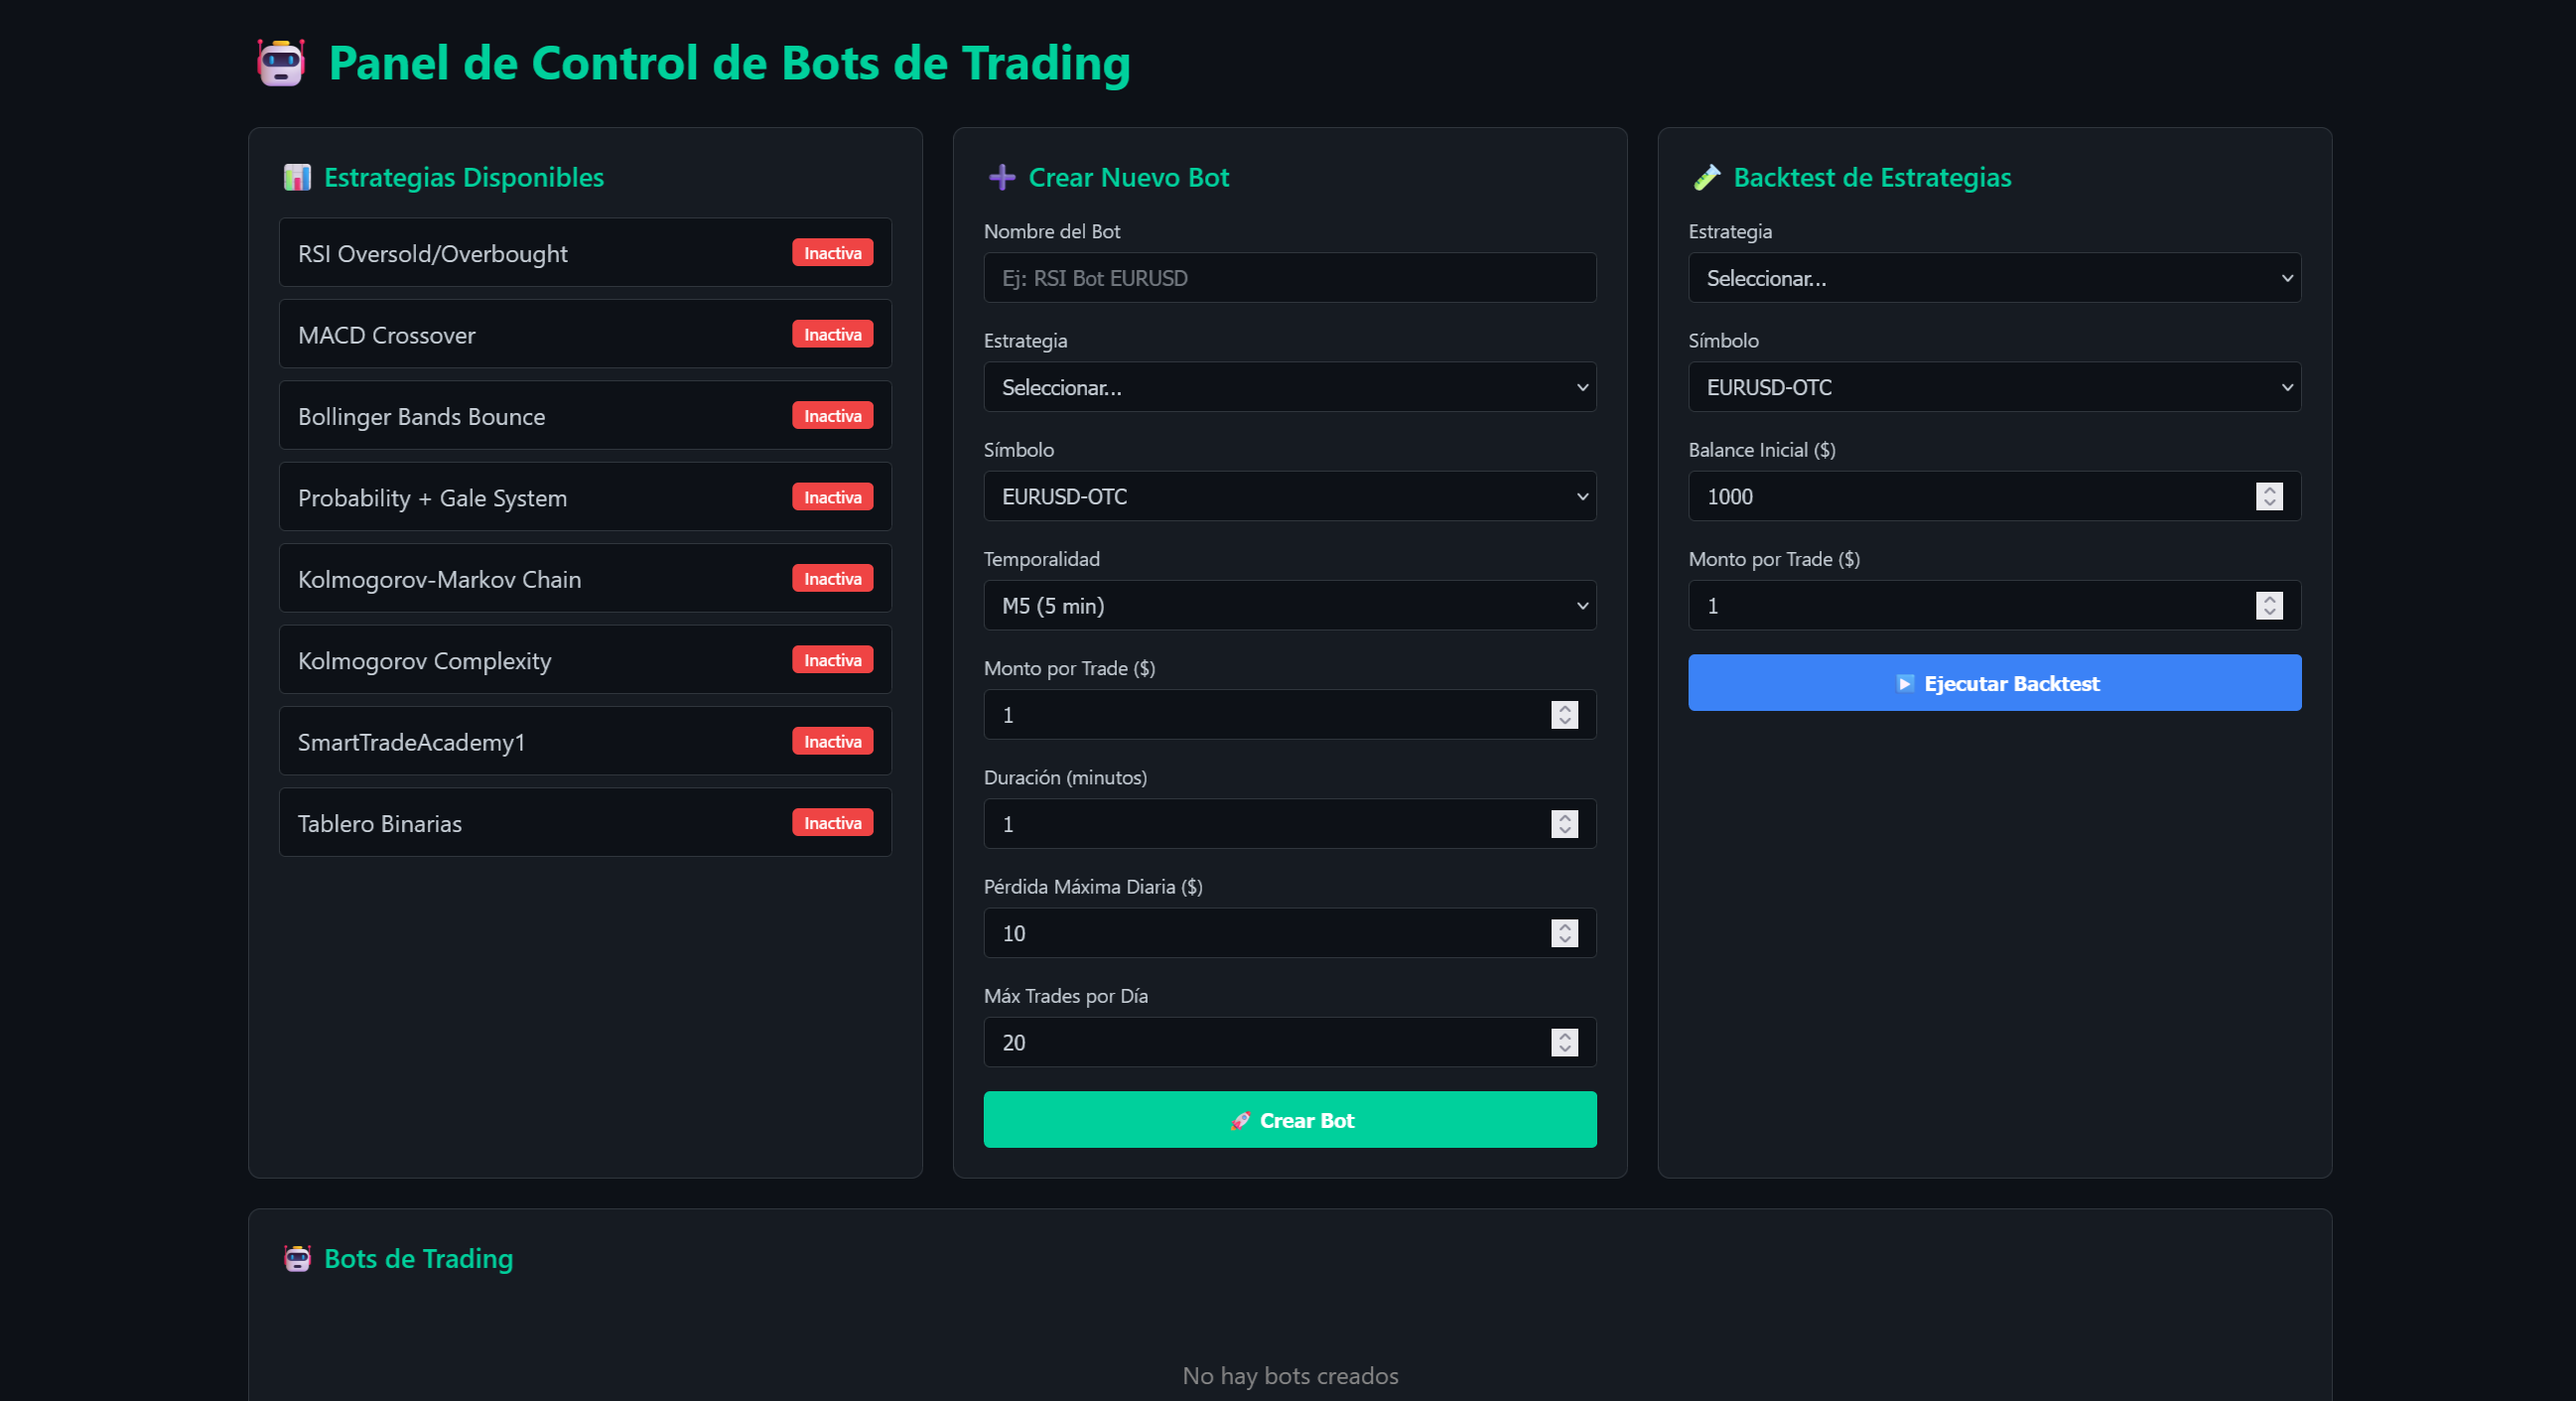 Panel de Control de Bots de Trading
Estrategias Disponibles
RSI Oversold/Overbought Inactiva
MACD Crossover Inactiva
Bollinger Bands Bounce Inactiva
Probability + Gale System Inactiva
Kolmogorov-Markov Chain Inactiva
Kolmogorov Complexity Inactiva
SmartTradeAcademy1 Inactiva
Tablero Binarias Inactiva
Crear Nuevo Bot
Nombre del Bot
Ej: RSI Bot EURUSD
Estrategia
Seleccionar...
Símbolo
EURUSD-OTC
Temporalidad
M5 (5 min)
Monto por Trade ($)
1
Duración (minutos)
1
Pérdida Máxima Diaria ($)
10
Máx Trades por Día
20
Crear Bot
Backtest de Estrategias
Estrategia
Seleccionar...
Símbolo
EURUSD-OTC
Balance Inicial ($)
1000
Monto por Trade ($)
1
Ejecutar Backtest
Bots de Trading
No hay bots creados